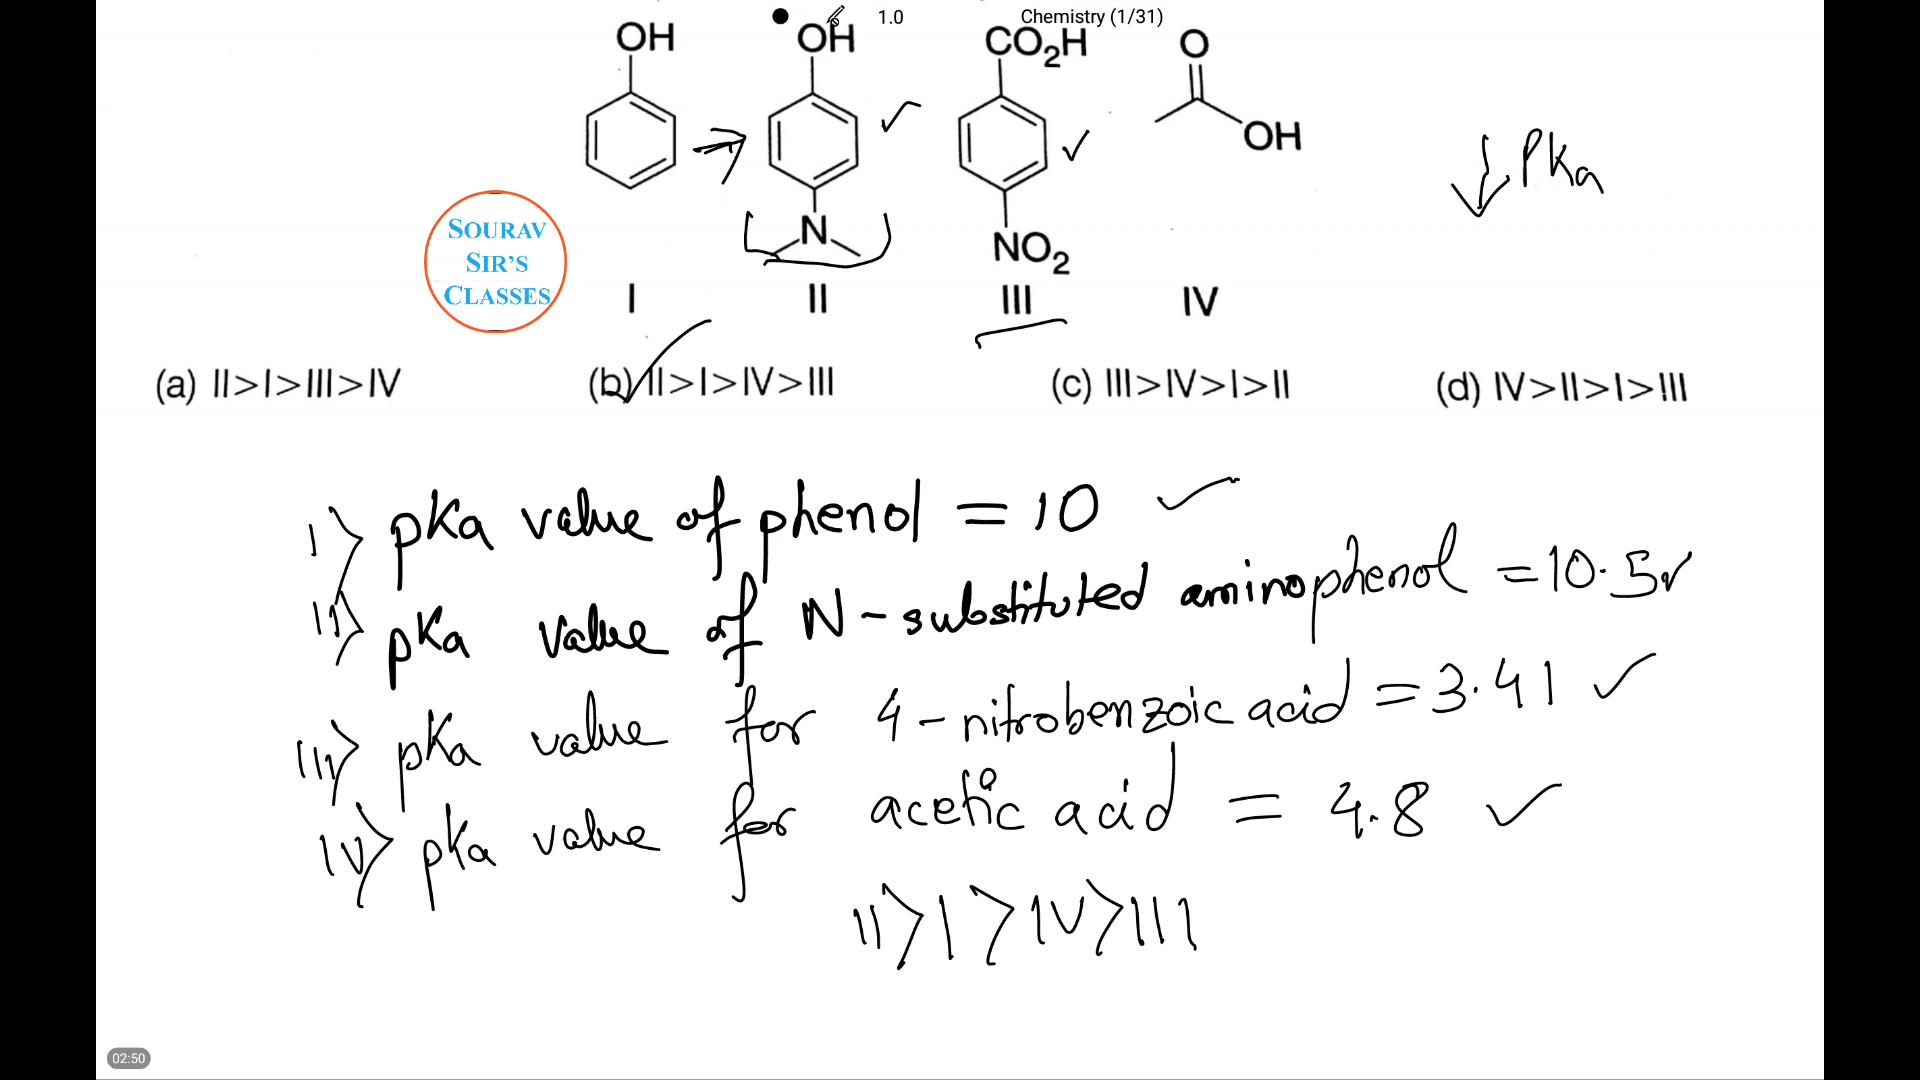 1.0 Chemistry (1/31)
OH OH CO2H O
OH
↓ PKa
N NO2
SOURAV
SIR'S
CLASSES
I II III IV
(a) II>I>III>IV (b) II>I>IV>III (c) III>IV>I>II (d) IV>II>I>III
I> pKa value of phenol = 10 ✓
II> pKa value of N-substituted aminophenol = 10.5 ✓
III> pKa value for 4-nitrobenzoic acid = 3.41 ✓
IV> pKa value for acetic acid = 4.8 ✓
II>I>IV>III
02:50